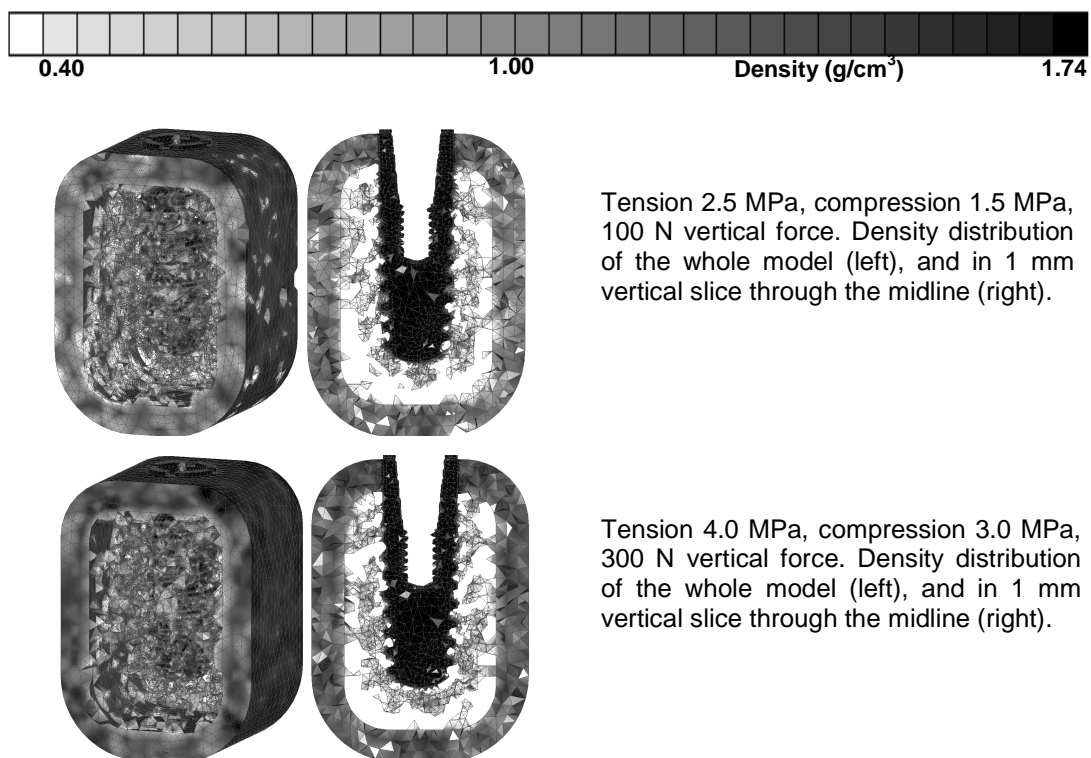 0.40 1.00 Density (g/cm³) 1.74
Tension 2.5 MPa, compression 1.5 MPa,
100 N vertical force. Density distribution
of the whole model (left), and in 1 mm
vertical slice through the midline (right).
Tension 4.0 MPa, compression 3.0 MPa,
300 N vertical force. Density distribution
of the whole model (left), and in 1 mm
vertical slice through the midline (right).